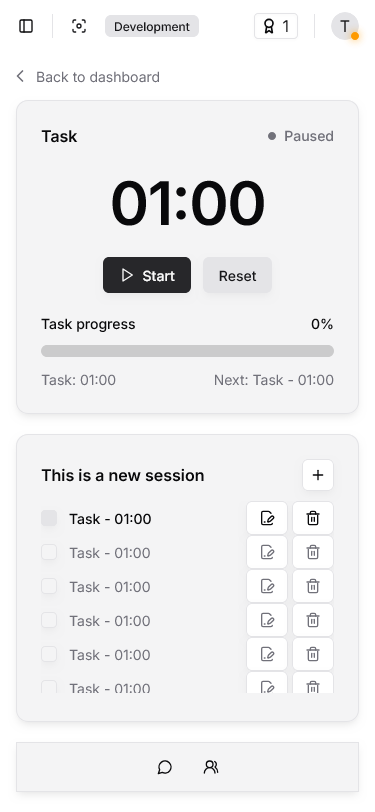 Development
1
T
Back to dashboard
Task
Paused
01:00
Start
Reset
Task progress
0%
Task: 01:00
Next: Task - 01:00
This is a new session
Task - 01:00
Task - 01:00
Task - 01:00
Task - 01:00
Task - 01:00
Task - 01:00